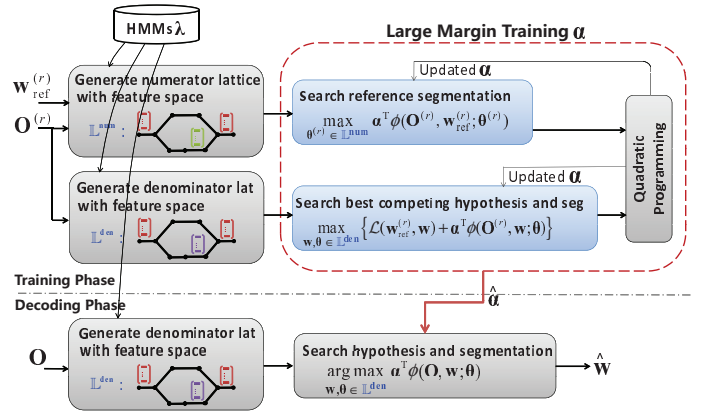 HMMs λ
Large Margin Training α
w_ref^(r)
O^(r)
Generate numerator lattice
with feature space
𝕃^num :
Updated α
Search reference segmentation
max_{θ^(r) ∈ 𝕃^num} α^T ϕ(O^(r), w_ref^(r); θ^(r))
Quadratic
Programming
Generate denominator lat
with feature space
𝕃^den :
Updated α
Search best competing hypothesis and seg
max_{w,θ ∈ 𝕃^den} {ℒ(w_ref^(r), w) + α^T ϕ(O^(r), w; θ)}
Training Phase
Decoding Phase
α̂
O
Generate denominator lat
with feature space
𝕃^den :
Search hypothesis and segmentation
arg max_{w,θ ∈ 𝕃^den} α^T ϕ(O, w; θ)
ŵ